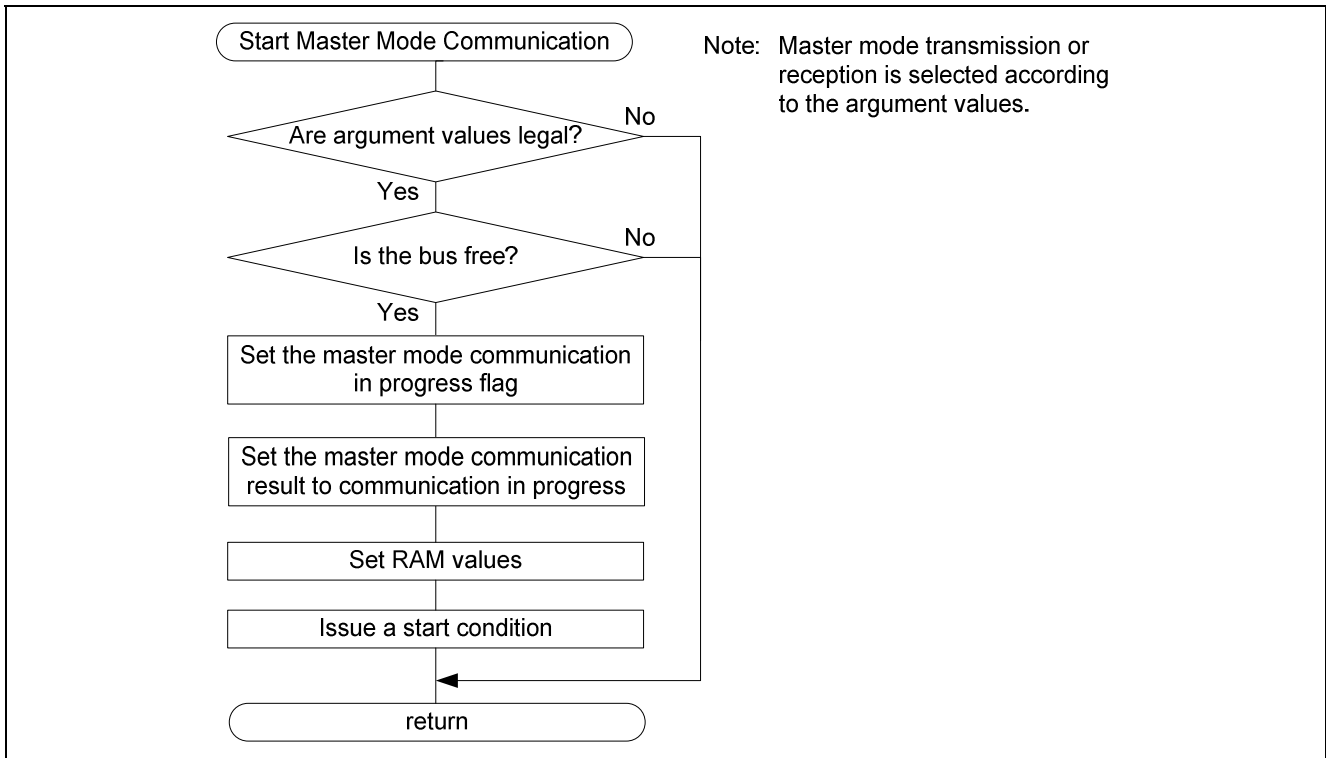 Start Master Mode Communication
Note: Master mode transmission or
reception is selected according
to the argument values.
Are argument values legal?
No
Yes
Is the bus free?
No
Yes
Set the master mode communication
in progress flag
Set the master mode communication
result to communication in progress
Set RAM values
Issue a start condition
return